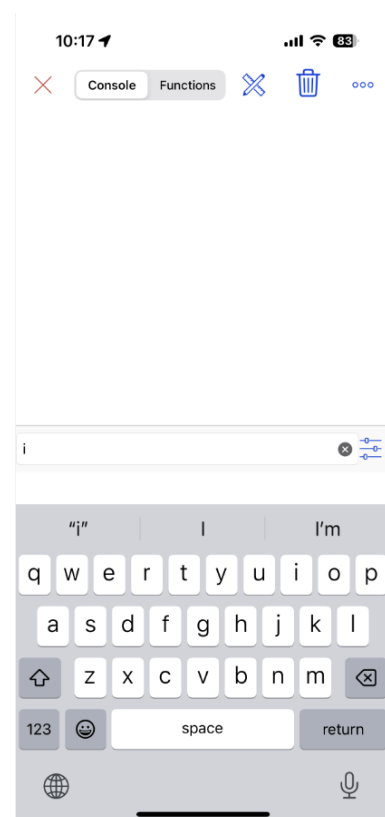 10:17 83
Console Functions
i
“i” I I’m
q w e r t y u i o p
a s d f g h j k l
z x c v b n m
123 space return